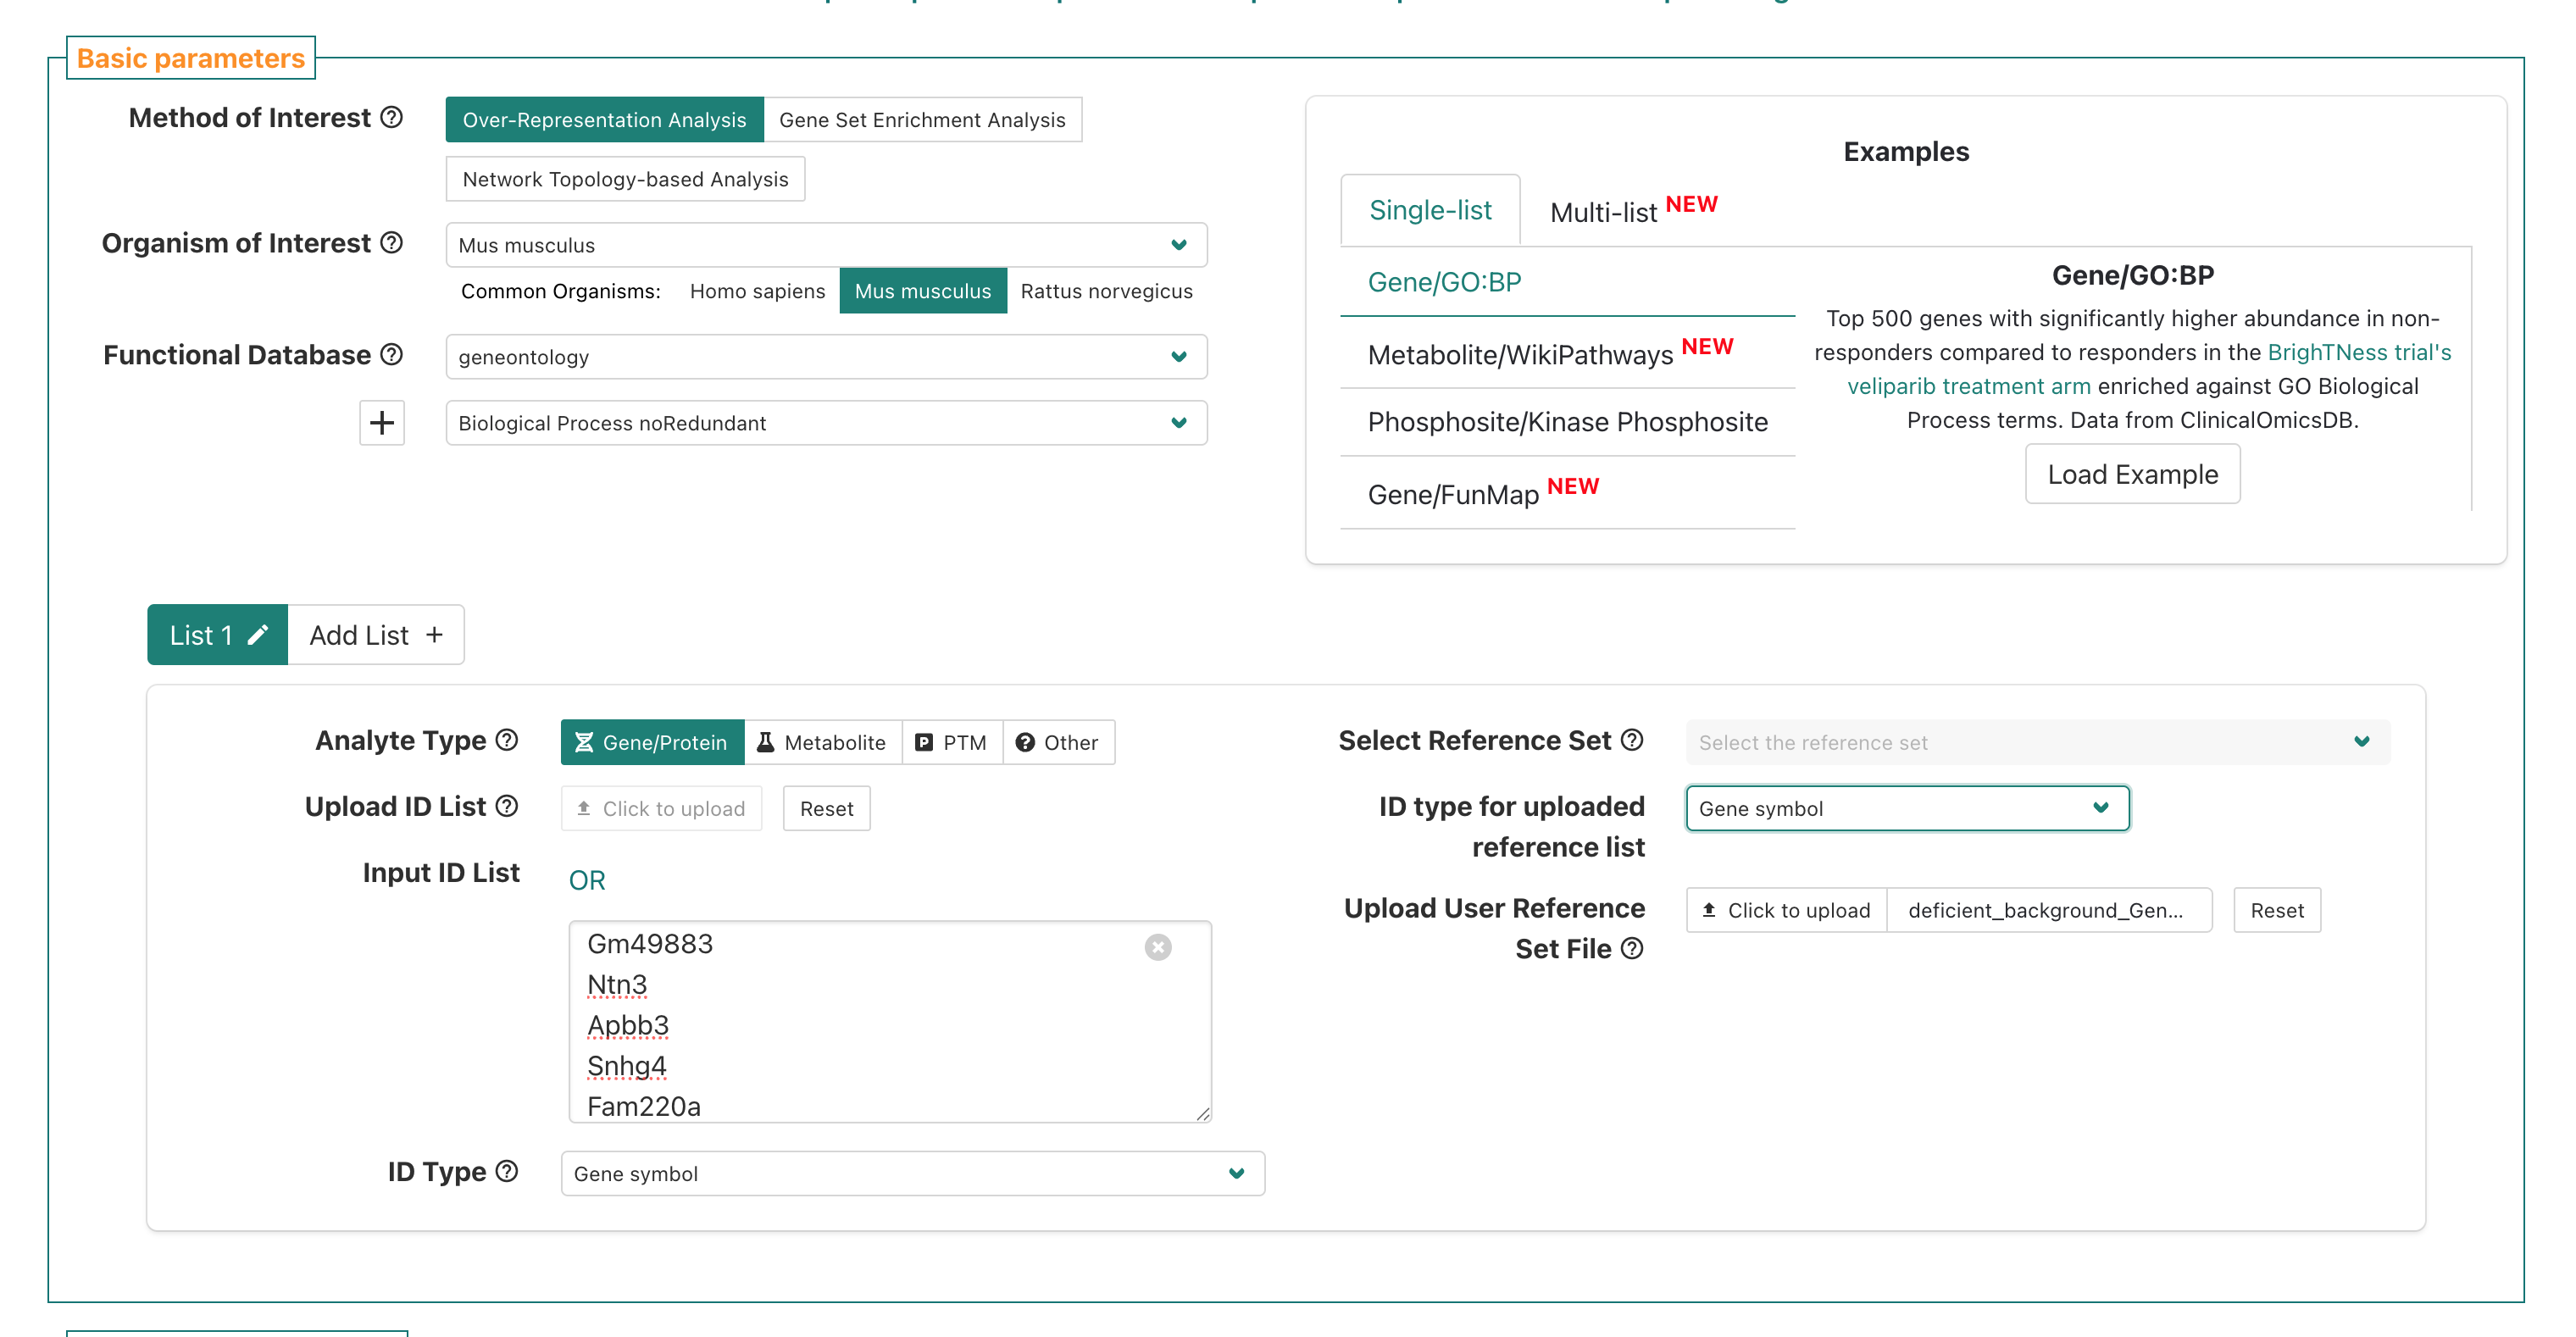 Basic parameters
Method of Interest
Over-Representation Analysis
Gene Set Enrichment Analysis
Network Topology-based Analysis
Organism of Interest
Mus musculus
Common Organisms:
Homo sapiens
Mus musculus
Rattus norvegicus
Functional Database
geneontology
+
Biological Process noRedundant
Examples
Single-list
Multi-list NEW
Gene/GO:BP
Metabolite/WikiPathways NEW
Phosphosite/Kinase Phosphosite
Gene/FunMap NEW
Gene/GO:BP
Top 500 genes with significantly higher abundance in non-
responders compared to responders in the BrighTNess trial's
veliparib treatment arm enriched against GO Biological
Process terms. Data from ClinicalOmicsDB.
Load Example
List 1
Add List +
Analyte Type
Gene/Protein
Metabolite
P PTM
Other
Upload ID List
Click to upload
Reset
Input ID List
OR
Gm49883
Ntn3
Apbb3
Snhg4
Fam220a
ID Type
Gene symbol
Select Reference Set
Select the reference set
ID type for uploaded
reference list
Gene symbol
Upload User Reference
Set File
Click to upload
deficient_background_Gen...
Reset